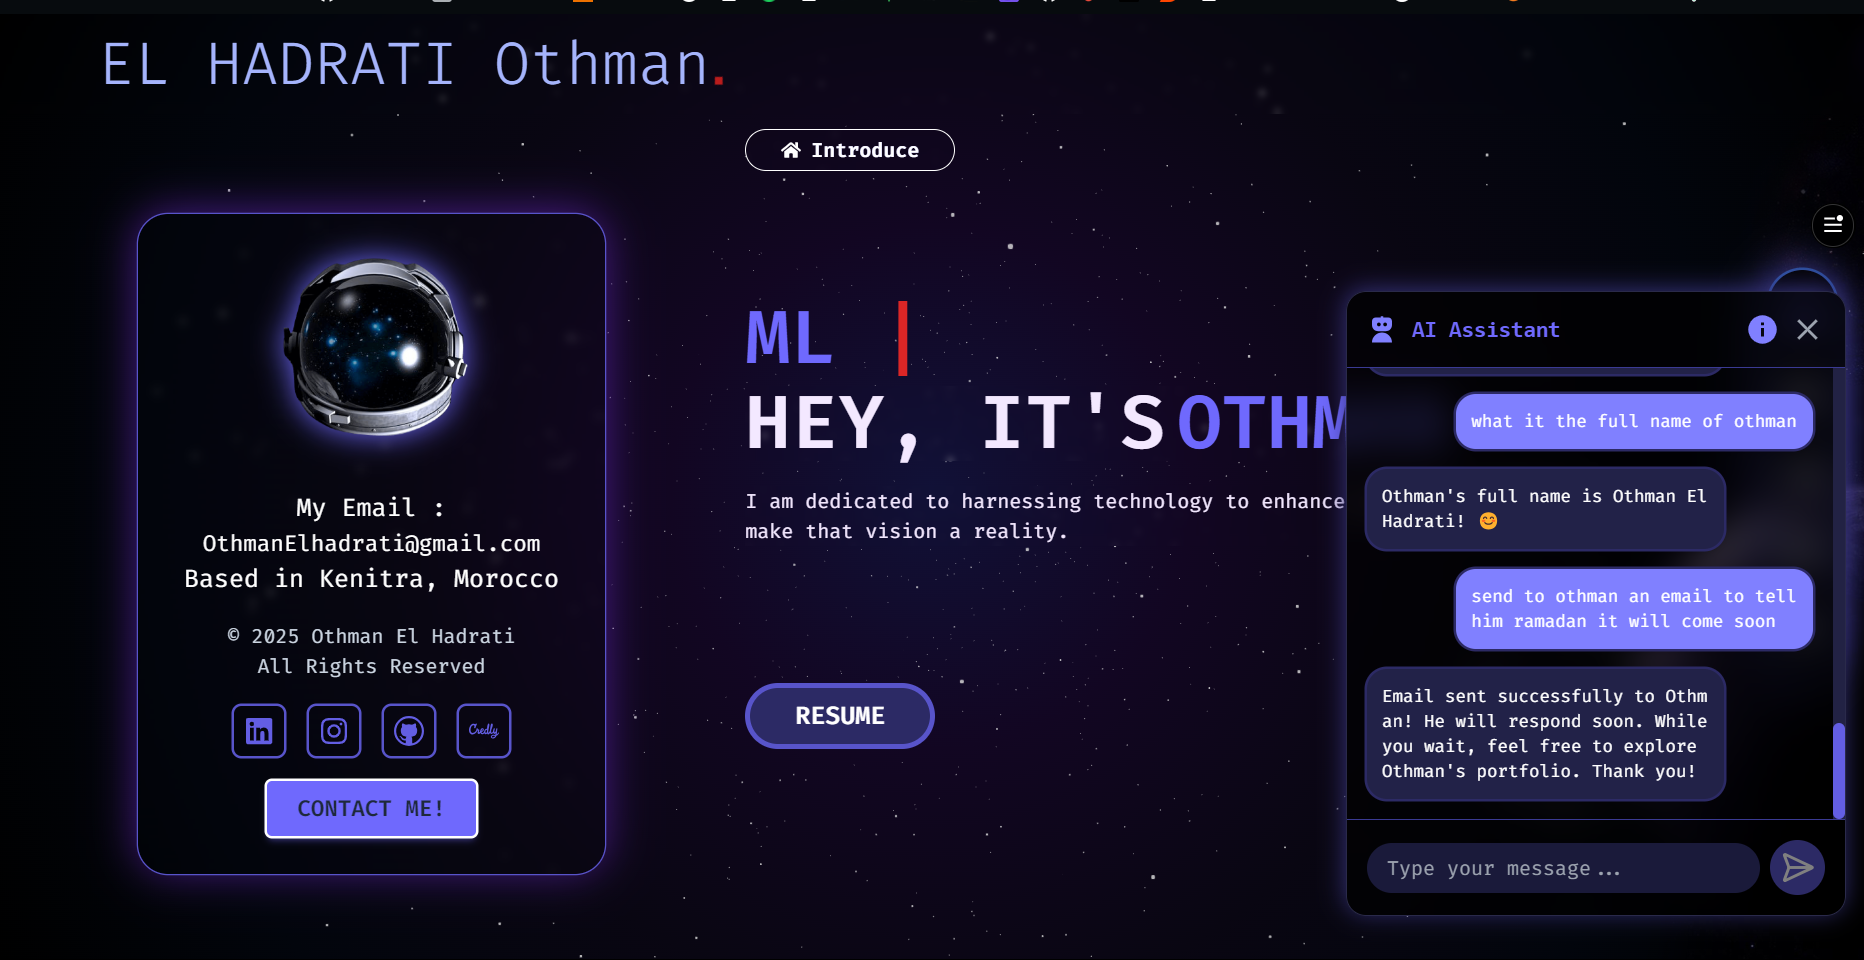 EL HADRATI Othman.
Introduce
My Email :
OthmanElhadrati@gmail.com
Based in Kenitra, Morocco
© 2025 Othman El Hadrati
All Rights Reserved
Credly
CONTACT ME!
ML |
HEY, IT'S OTHM
I am dedicated to harnessing technology to enhance
make that vision a reality.
RESUME
AI Assistant
what it the full name of othman
Othman's full name is Othman El
Hadrati! 😊
send to othman an email to tell
him ramadan it will come soon
Email sent successfully to Othm
an! He will respond soon. While
you wait, feel free to explore
Othman's portfolio. Thank you!
Type your message...